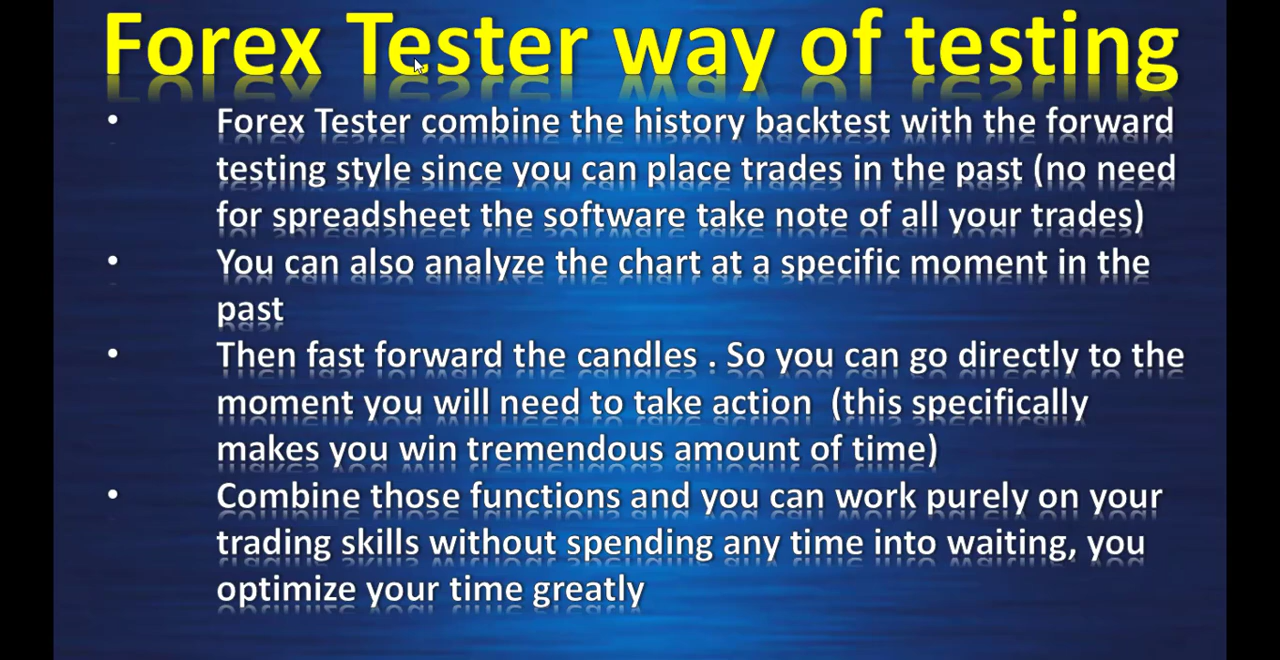 Forex Tester way of testing
• Forex Tester combine the history backtest with the forward
testing style since you can place trades in the past (no need
for spreadsheet the software take note of all your trades)
• You can also analyze the chart at a specific moment in the
past
• Then fast forward the candles . So you can go directly to the
moment you will need to take action  (this specifically
makes you win tremendous amount of time)
• Combine those functions and you can work purely on your
trading skills without spending any time into waiting, you
optimize your time greatly